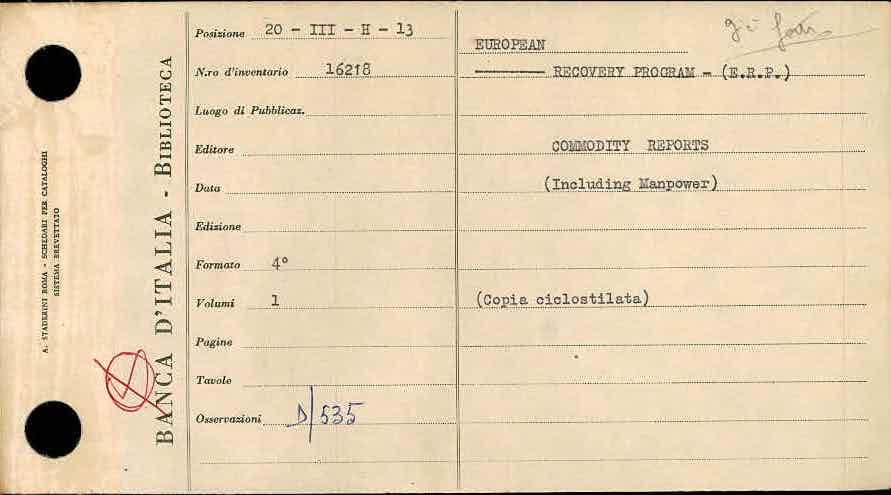 A. STADERINI ROMA - SCHEDARI PER CATALOGHI
SISTEMA BREVETTATO
BANCA D'ITALIA - BIBLIOTECA
Posizione 20 - III - H - 13
N.ro d'inventario 16218
Luogo di Pubblicaz.
Editore
Data
Edizione
Formato 4°
Volumi 1
Pagine
Tavole
Osservazioni D/535
EUROPEAN
RECOVERY PROGRAM - (E.R.P.)
COMMODITY REPORTS
(Including Manpower)
(Copia ciclostilata)